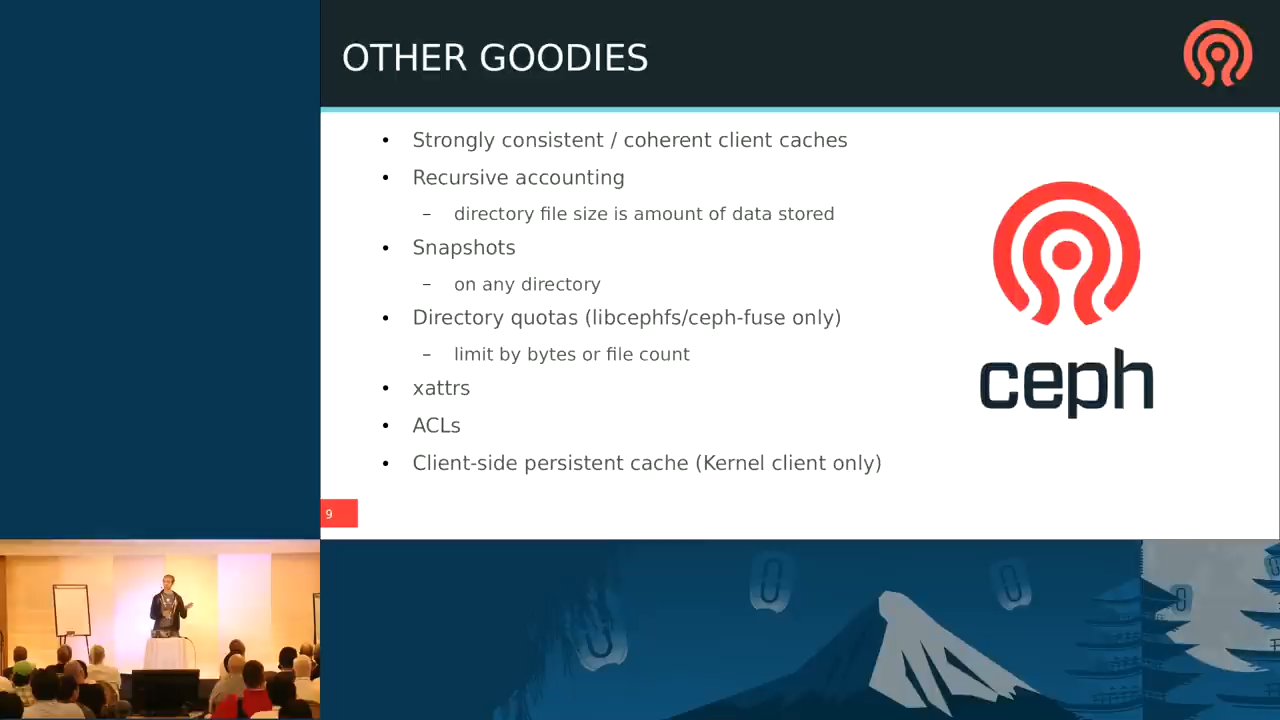 OTHER GOODIES
• Strongly consistent / coherent client caches
• Recursive accounting
– directory file size is amount of data stored
• Snapshots
– on any directory
• Directory quotas (libcephfs/ceph-fuse only)
– limit by bytes or file count
• xattrs
• ACLs
• Client-side persistent cache (Kernel client only)
ceph
9